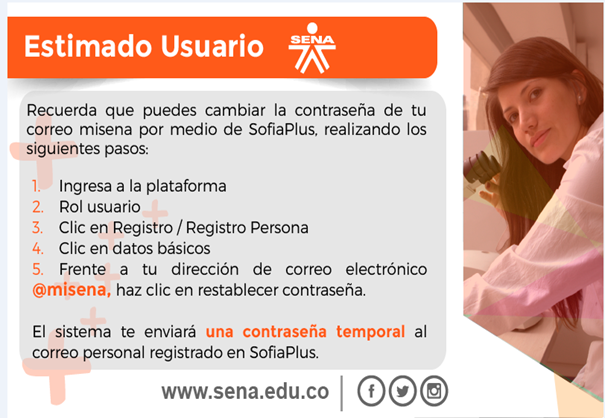 Estimado Usuario
SENA
Recuerda que puedes cambiar la contraseña de tu
correo misena por medio de SofiaPlus, realizando los
siguientes pasos:
1. Ingresa a la plataforma
2. Rol usuario
3. Clic en Registro / Registro Persona
4. Clic en datos básicos
5. Frente a tu dirección de correo electrónico
@misena, haz clic en restablecer contraseña.
El sistema te enviará una contraseña temporal al
correo personal registrado en SofiaPlus.
www.sena.edu.co